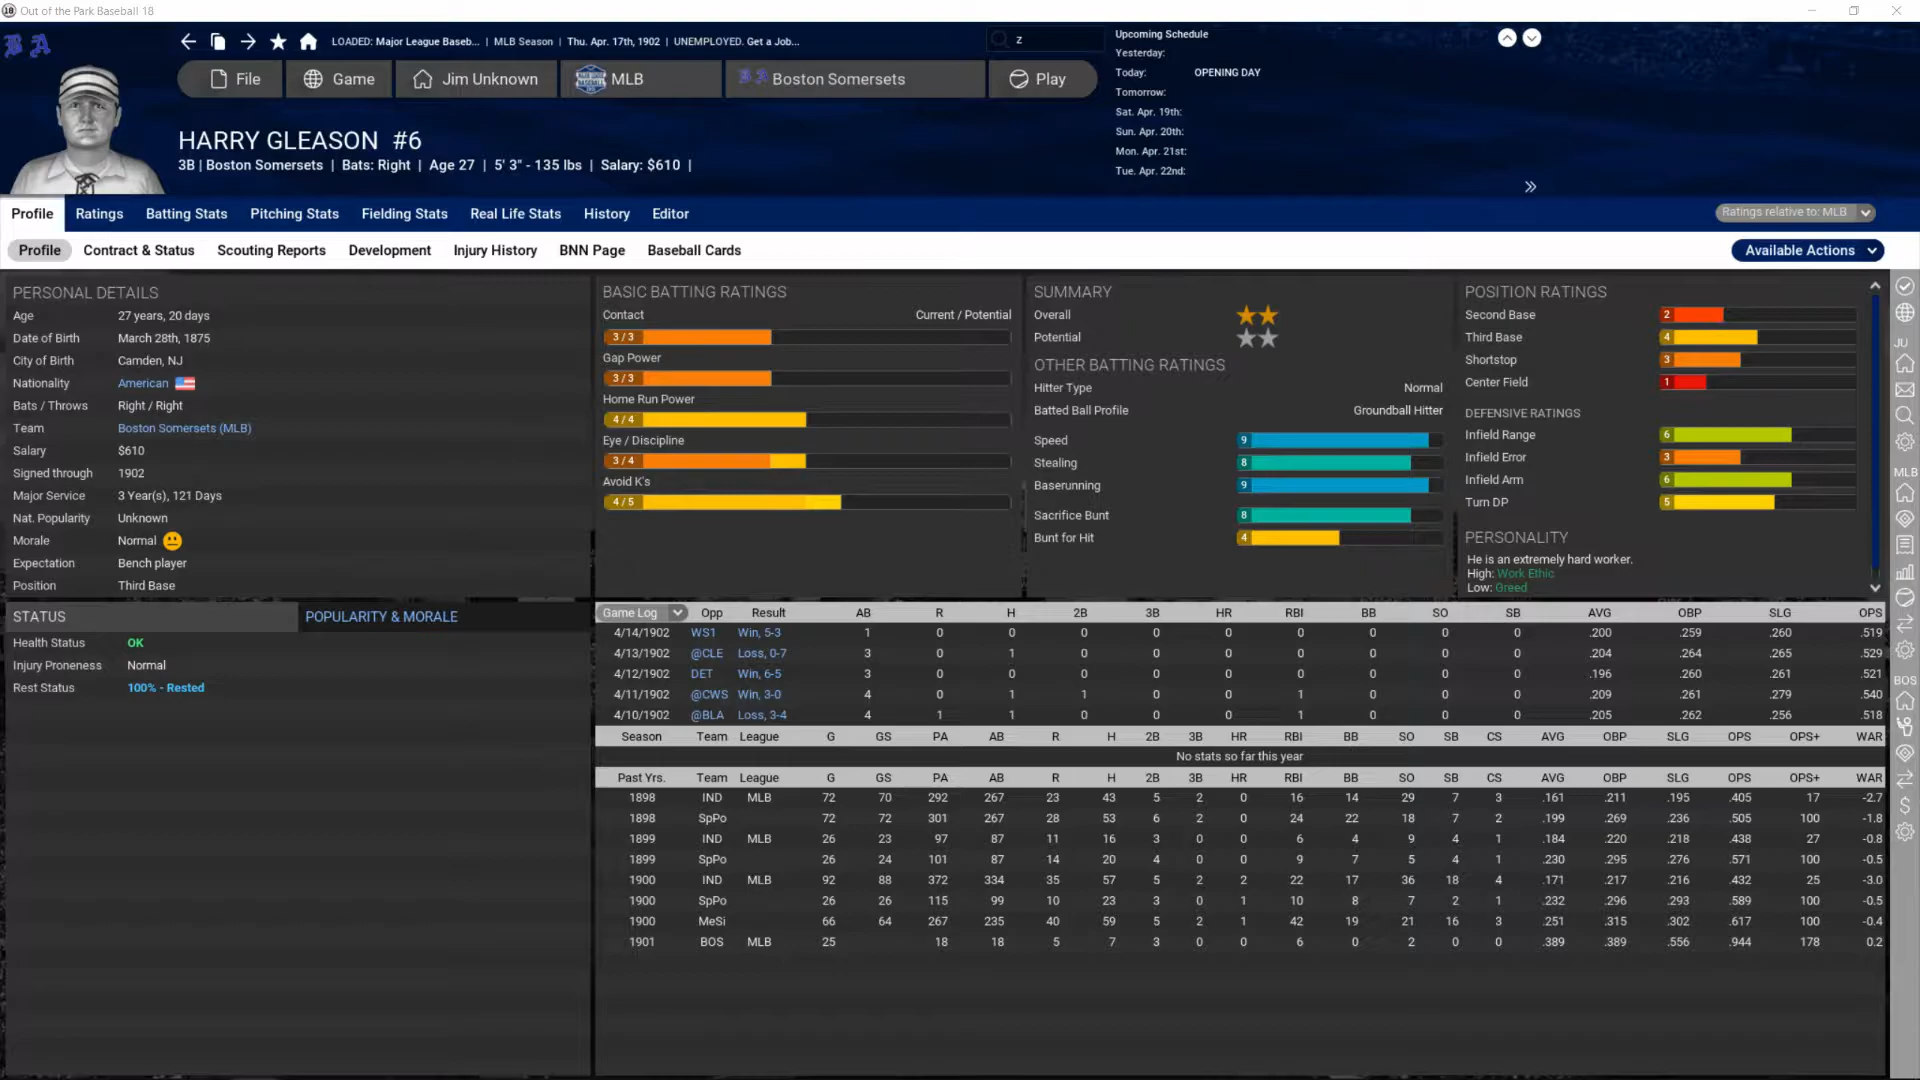 Out of the Park Baseball 18
LOADED: Major League Baseb... | MLB Season | Thu. Apr. 17th, 1902 | UNEMPLOYED. Get a Job...
z
File Game Jim Unknown MLB Boston Somersets Play
Upcoming Schedule
Yesterday:
Today: OPENING DAY
Tomorrow:
Sat. Apr. 19th:
Sun. Apr. 20th:
Mon. Apr. 21st:
Tue. Apr. 22nd:
HARRY GLEASON #6
3B | Boston Somersets | Bats: Right | Age 27 | 5' 3" - 135 lbs | Salary: $610 |
Profile Ratings Batting Stats Pitching Stats Fielding Stats Real Life Stats History Editor
Ratings relative to: MLB
Profile Contract & Status Scouting Reports Development Injury History BNN Page Baseball Cards
Available Actions
PERSONAL DETAILS
Age 27 years, 20 days
Date of Birth March 28th, 1875
City of Birth Camden, NJ
Nationality American
Bats / Throws Right / Right
Team Boston Somersets (MLB)
Salary $610
Signed through 1902
Major Service 3 Year(s), 121 Days
Nat. Popularity Unknown
Morale Normal
Expectation Bench player
Position Third Base
BASIC BATTING RATINGS
Contact Current / Potential
3 / 3
Gap Power
3 / 3
Home Run Power
4 / 4
Eye / Discipline
3 / 4
Avoid K's
4 / 5
SUMMARY
Overall
Potential
OTHER BATTING RATINGS
Hitter Type Normal
Batted Ball Profile Groundball Hitter
Speed 9
Stealing 8
Baserunning 9
Sacrifice Bunt 8
Bunt for Hit 4
POSITION RATINGS
Second Base 2
Third Base 4
Shortstop 3
Center Field 1
DEFENSIVE RATINGS
Infield Range 6
Infield Error 3
Infield Arm 6
Turn DP 5
PERSONALITY
He is an extremely hard worker.
High: Work Ethic
Low: Greed
JU
MLB
BOS
STATUS POPULARITY & MORALE
Health Status OK
Injury Proneness Normal
Rest Status 100% - Rested
Game Log Opp Result AB R H 2B 3B HR RBI BB SO SB AVG OBP SLG OPS
4/14/1902 WS1 Win, 5-3 1 0 0 0 0 0 0 0 0 0 .200 .259 .260 .519
4/13/1902 @CLE Loss, 0-7 3 0 1 0 0 0 0 0 0 0 .204 .264 .265 .529
4/12/1902 DET Win, 6-5 3 0 0 0 0 0 0 0 0 0 .196 .260 .261 .521
4/11/1902 @CWS Win, 3-0 4 0 1 1 0 0 1 0 0 0 .209 .261 .279 .540
4/10/1902 @BLA Loss, 3-4 4 1 1 0 0 0 1 0 0 0 .205 .262 .256 .518
Season Team League G GS PA AB R H 2B 3B HR RBI BB SO SB CS AVG OBP SLG OPS OPS+ WAR
No stats so far this year
Past Yrs. Team League G GS PA AB R H 2B 3B HR RBI BB SO SB CS AVG OBP SLG OPS OPS+ WAR
1898 IND MLB 72 70 292 267 23 43 5 2 0 16 14 29 7 3 .161 .211 .195 .405 17 -2.7
1898 SpPo 72 72 301 267 28 53 6 2 0 24 22 18 7 2 .199 .269 .236 .505 100 -1.8
1899 IND MLB 26 23 97 87 11 16 3 0 0 6 4 9 4 1 .184 .220 .218 .438 27 -0.8
1899 SpPo 26 24 101 87 14 20 4 0 0 9 7 5 4 1 .230 .295 .276 .571 100 -0.5
1900 IND MLB 92 88 372 334 35 57 5 2 2 22 17 36 18 4 .171 .217 .216 .432 25 -3.0
1900 SpPo 26 26 115 99 10 23 3 0 1 10 8 7 2 1 .232 .296 .293 .589 100 -0.5
1900 MeSi 66 64 267 235 40 59 5 2 1 42 19 21 16 3 .251 .315 .302 .617 100 -0.4
1901 BOS MLB 25 18 18 5 7 3 0 0 6 0 2 0 0 .389 .389 .556 .944 178 0.2